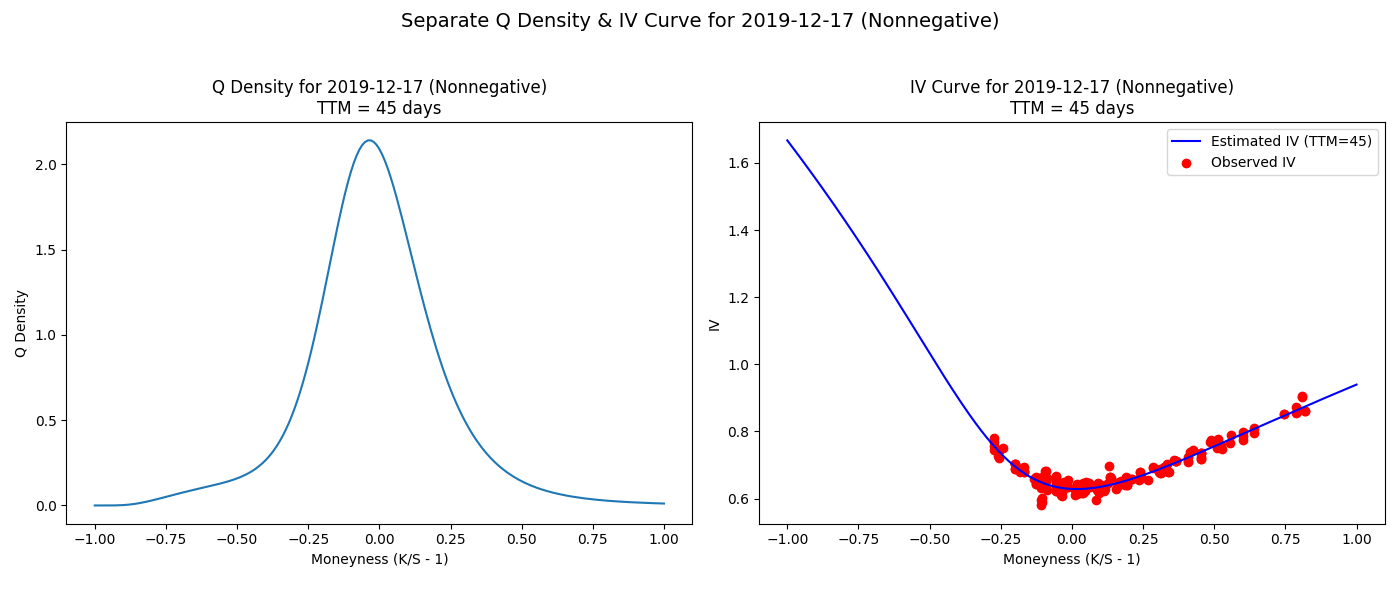 Separate Q Density & IV Curve for 2019-12-17 (Nonnegative)
Q Density for 2019-12-17 (Nonnegative)
TTM = 45 days
2.0
1.5
1.0
0.5
0.0
Q Density
−1.00 −0.75 −0.50 −0.25 0.00 0.25 0.50 0.75 1.00
Moneyness (K/S - 1)
IV Curve for 2019-12-17 (Nonnegative)
TTM = 45 days
Estimated IV (TTM=45)
Observed IV
1.6
1.4
1.2
1.0
0.8
0.6
IV
−1.00 −0.75 −0.50 −0.25 0.00 0.25 0.50 0.75 1.00
Moneyness (K/S - 1)